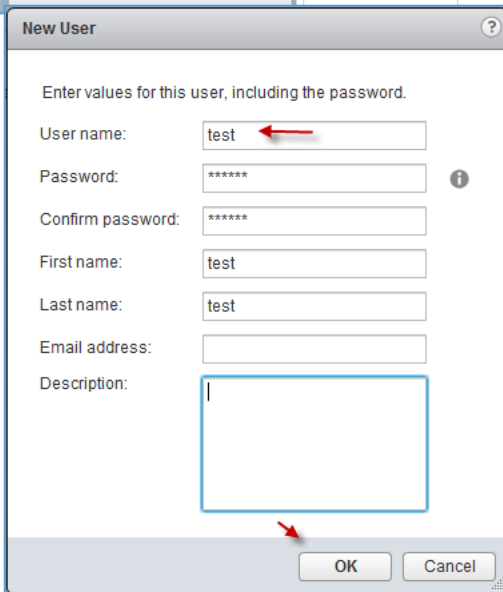 New User
?
Enter values for this user, including the password.
User name: test
Password: ******
i
Confirm password: ******
First name: test
Last name: test
Email address:
Description:
OK Cancel